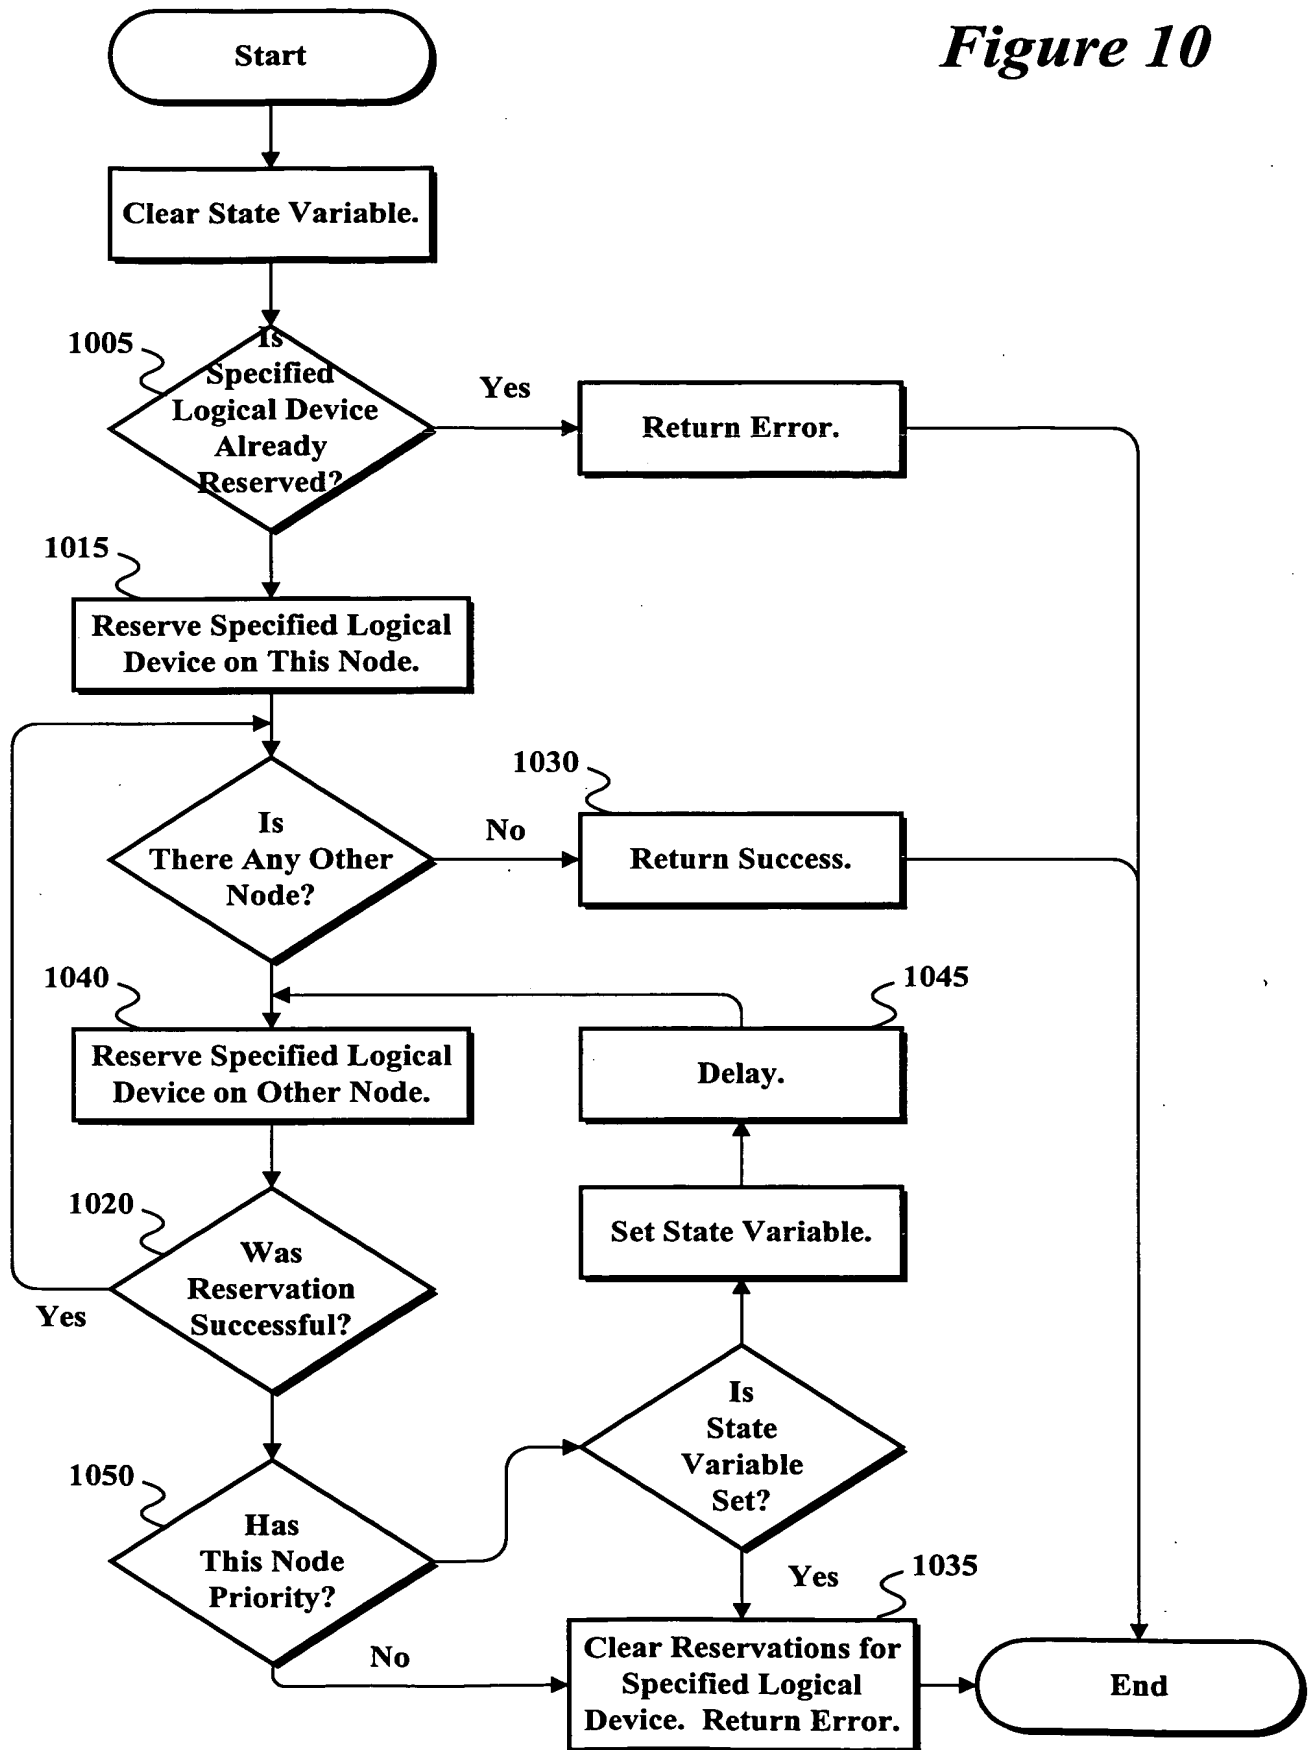 Figure 10
Start
Clear State Variable.
1005
Is
Specified
Logical Device
Already
Reserved?
Yes
Return Error.
1015
Reserve Specified Logical
Device on This Node.
1030
Is
There Any Other
Node?
No
Return Success.
1040
1045
Reserve Specified Logical
Device on Other Node.
Delay.
1020
Was
Reservation
Successful?
Yes
Set State Variable.
Is
State
Variable
Set?
1050
Has
This Node
Priority?
Yes
1035
No
Clear Reservations for
Specified Logical
Device. Return Error.
End